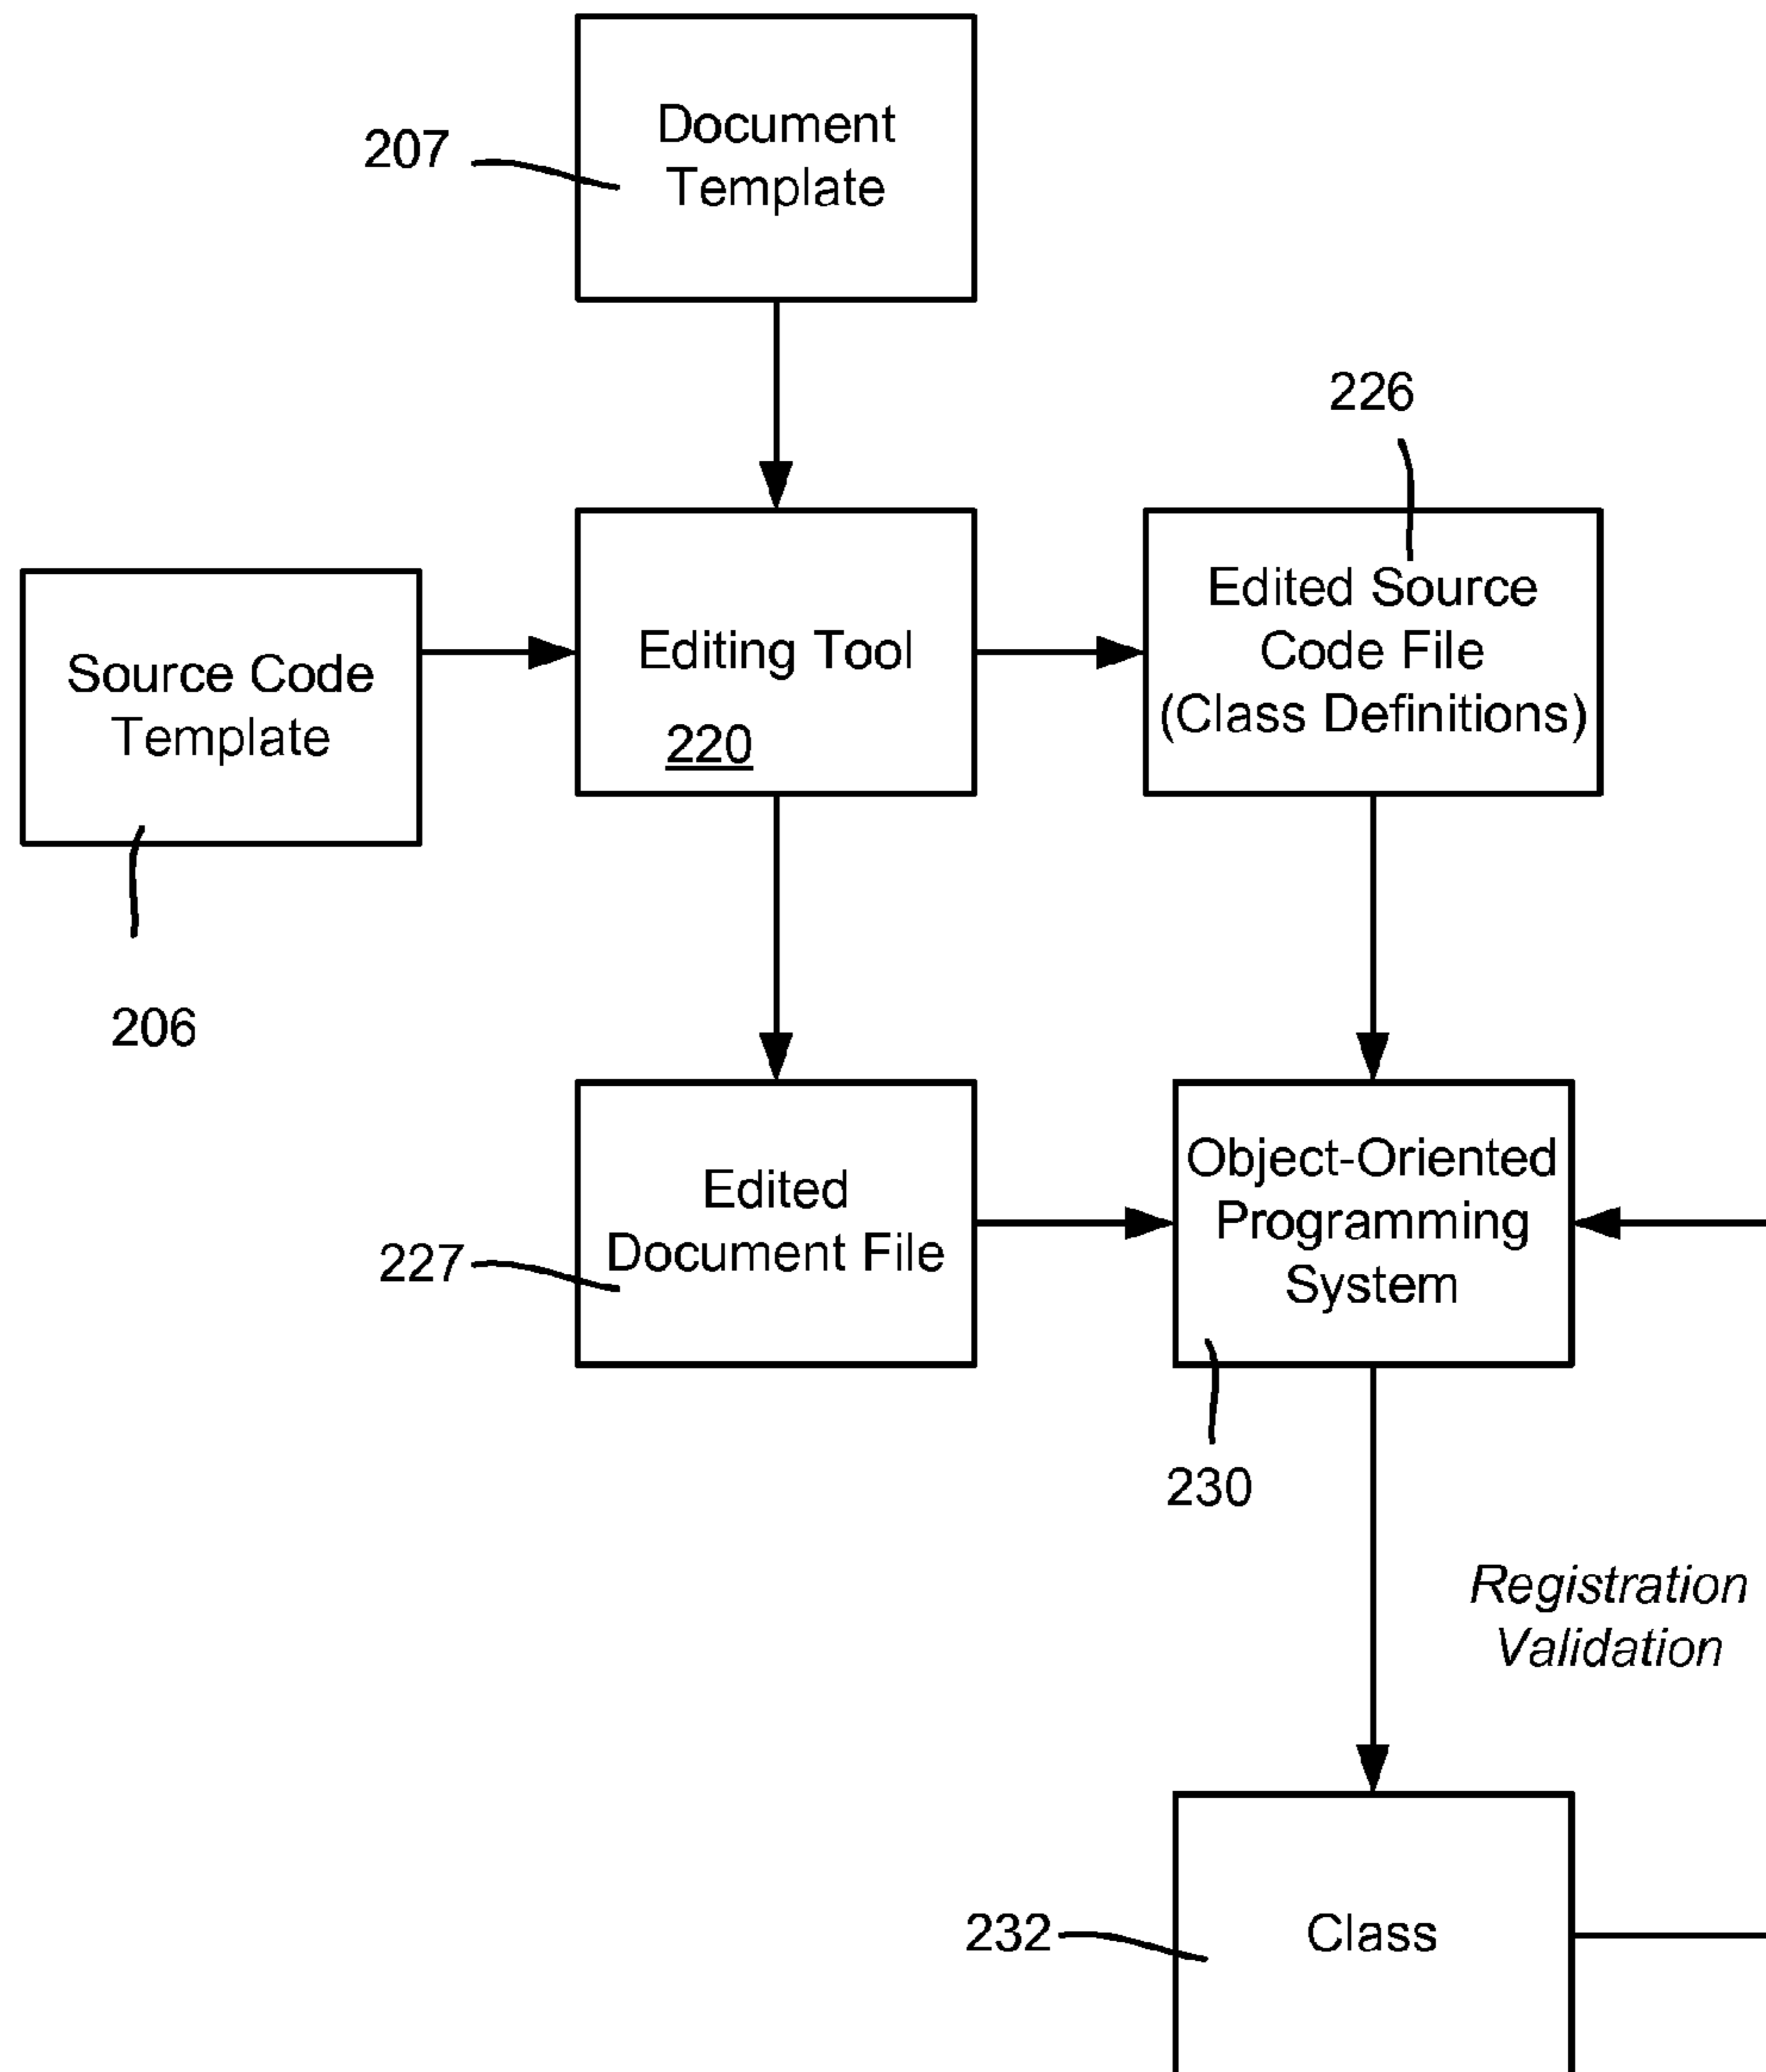 Document
Template
207
226
Source Code
Template
206
Editing Tool
220
Edited Source
Code File
(Class Definitions)
Edited
Document File
227
Object-Oriented
Programming
System
230
Registration
Validation
232
Class